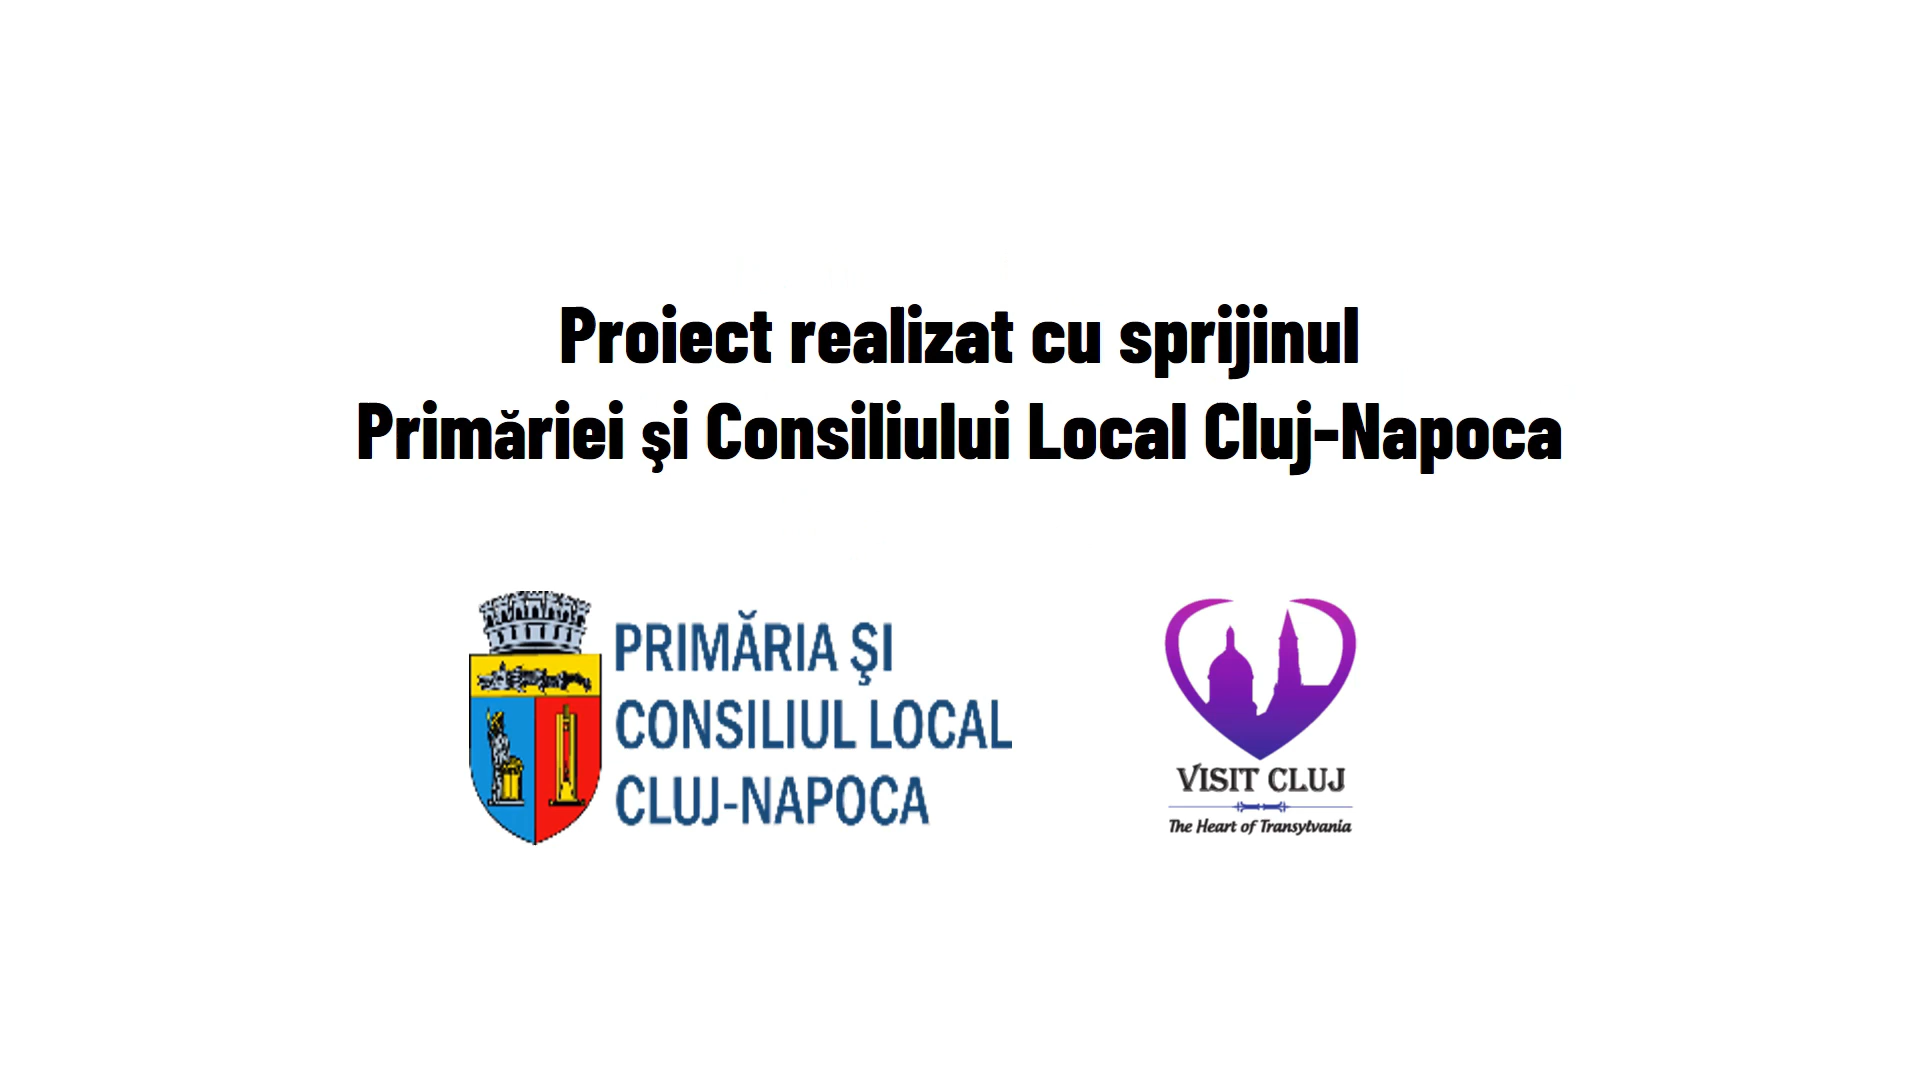 Proiect realizat cu sprijinul
Primăriei şi Consiliului Local Cluj-Napoca
PRIMĂRIA ŞI
CONSILIUL LOCAL
CLUJ-NAPOCA
VISIT CLUJ
The Heart of Transylvania